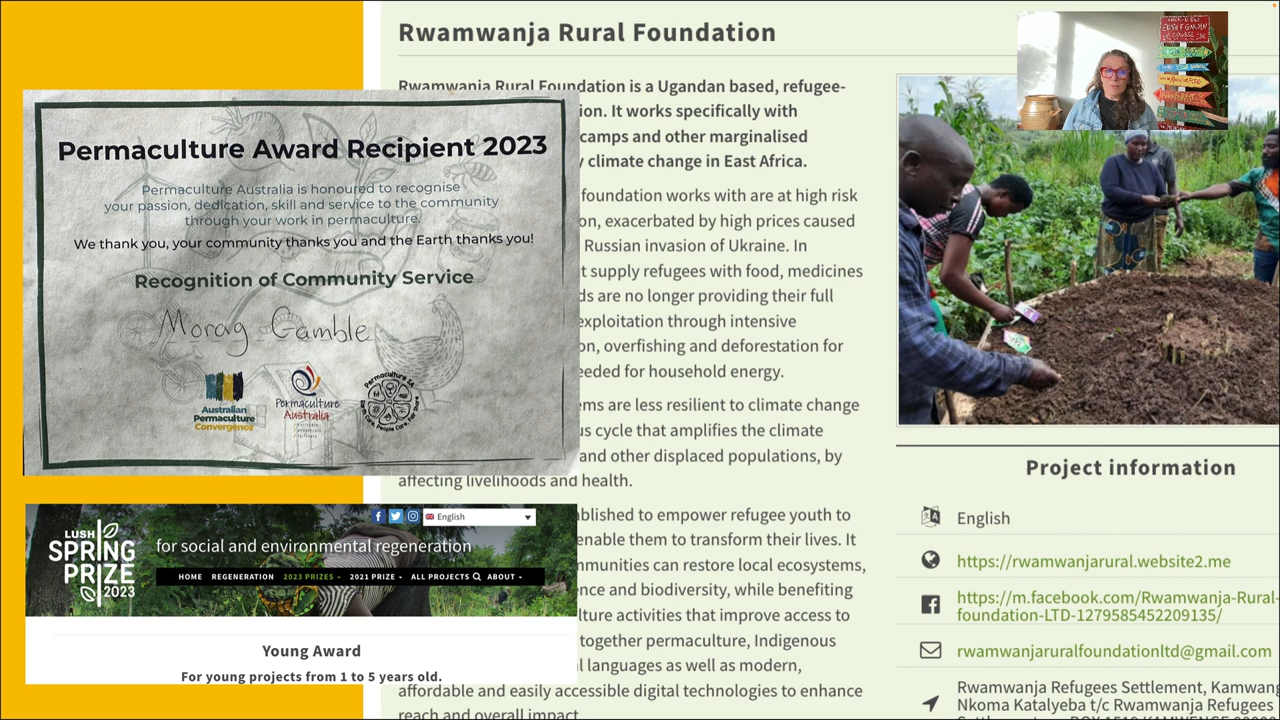 Rwamwanja Rural Foundation
Rwamwanja Rural Foundation is a Ugandan based, refugee-
ion. It works specifically with
camps and other marginalised
y climate change in East Africa.
foundation works with are at high risk
on, exacerbated by high prices caused
Russian invasion of Ukraine. In
t supply refugees with food, medicines
ds are no longer providing their full
exploitation through intensive
on, overfishing and deforestation for
eeded for household energy.
ems are less resilient to climate change
us cycle that amplifies the climate
and other displaced populations, by
affecting livelihoods and health.
blished to empower refugee youth to
enable them to transform their lives. It
mmunities can restore local ecosystems,
ence and biodiversity, while benefiting
lture activities that improve access to
together permaculture, Indigenous
l languages as well as modern,
affordable and easily accessible digital technologies to enhance
reach and overall impact
Permaculture Award Recipient 2023
Permaculture Australia is honoured to recognise
your passion, dedication, skill and service to the community
through your work in permaculture.
We thank you, your community thanks you and the Earth thanks you!
Recognition of Community Service
Morag Gamble
Australian
Permaculture
Convergence
Permaculture
Australia
English
LUSH
SPRING
PRIZE
2023
for social and environmental regeneration
HOME REGENERATION 2023 PRIZES 2021 PRIZE ALL PROJECTS ABOUT
Young Award
For young projects from 1 to 5 years old.
Project information
English
https://rwamwanjarural.website2.me
https://m.facebook.com/Rwamwanja-Rural-
foundation-LTD-1279585452209135/
rwamwanjaruralfoundationltd@gmail.com
Rwamwanja Refugees Settlement, Kamwang
Nkoma Katalyeba t/c Rwamwanja Refugees